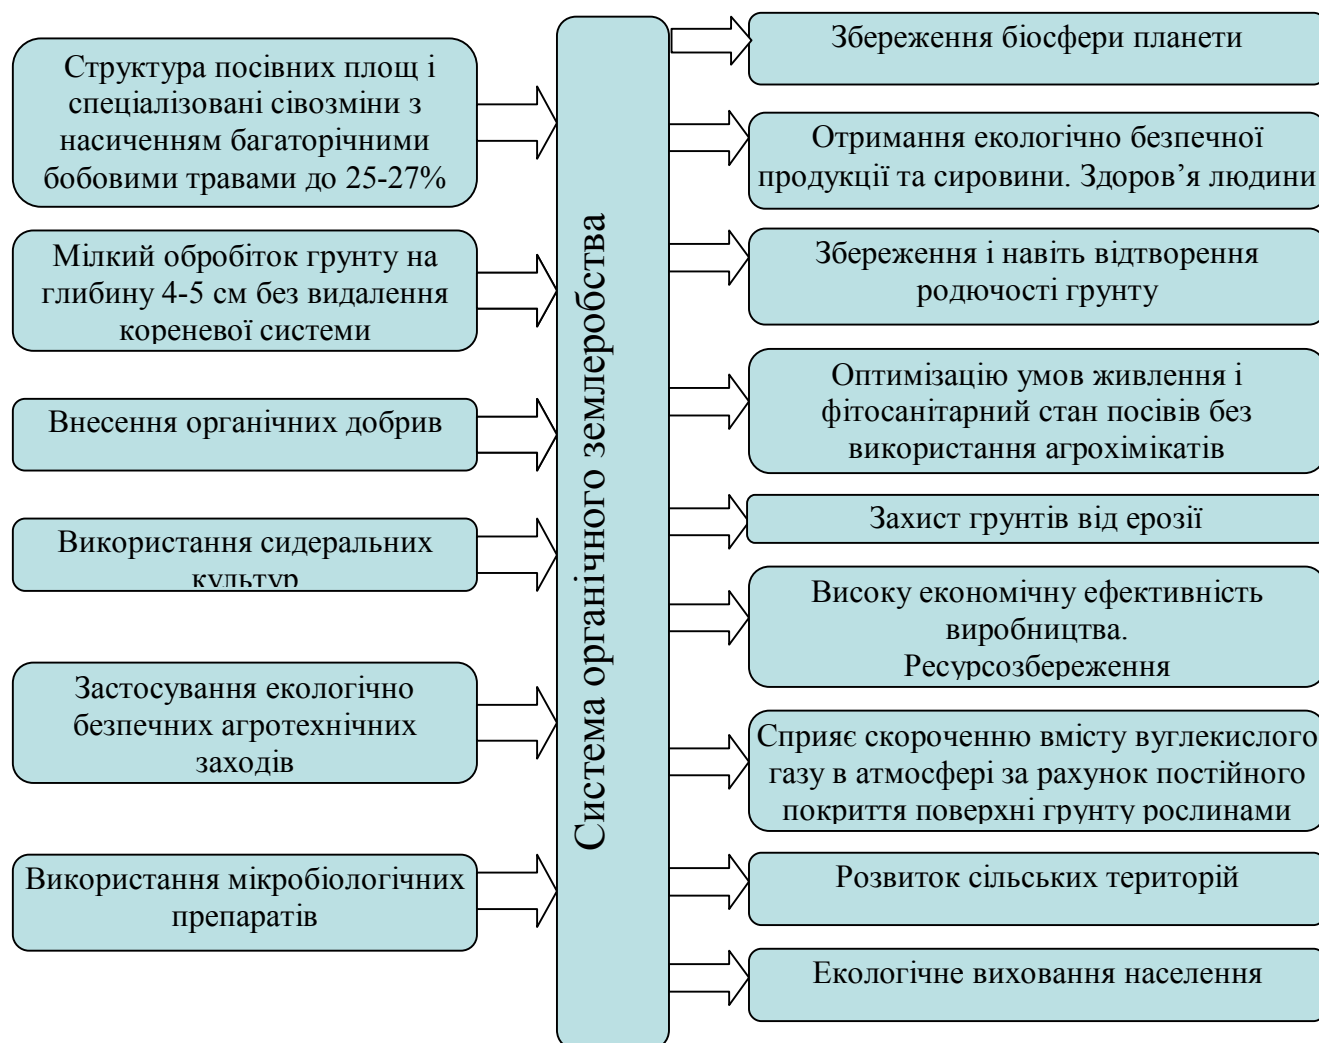 Структура посівних площ і
спеціалізовані сівозміни з
насиченням багаторічними
бобовими травами до 25-27%
Мілкий обробіток грунту на
глибину 4-5 см без видалення
кореневої системи
Внесення органічних добрив
Використання сидеральних
культур
Застосування екологічно
безпечних агротехнічних
заходів
Використання мікробіологічних
препаратів
Система органічного землеробства
Збереження біосфери планети
Отримання екологічно безпечної
продукції та сировини. Здоров’я людини
Збереження і навіть відтворення
родючості грунту
Оптимізацію умов живлення і
фітосанітарний стан посівів без
використання агрохімікатів
Захист грунтів від ерозії
Високу економічну ефективність
виробництва.
Ресурсозбереження
Сприяє скороченню вмісту вуглекислого
газу в атмосфері за рахунок постійного
покриття поверхні грунту рослинами
Розвиток сільських територій
Екологічне виховання населення